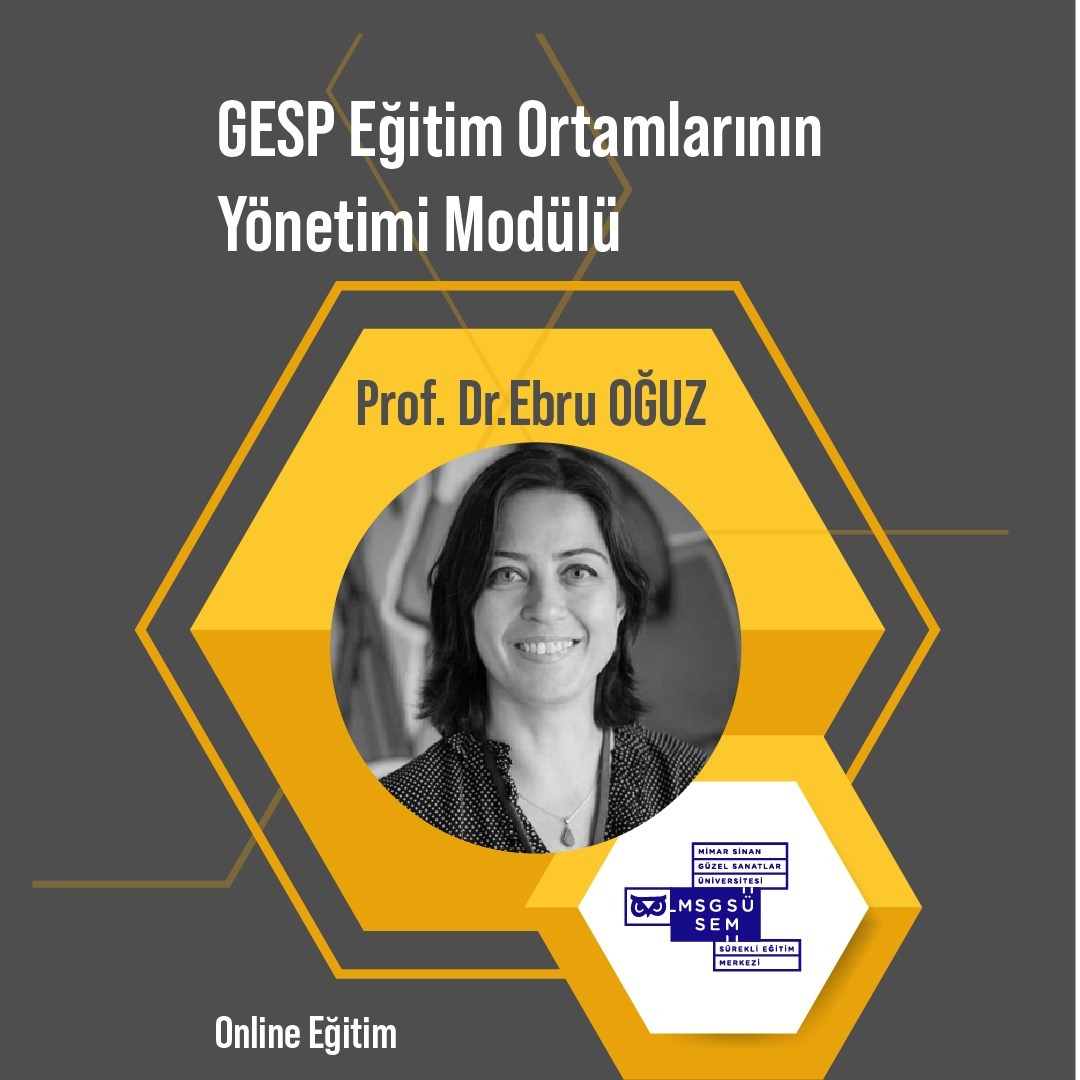 GESP Eğitim Ortamlarının
Yönetimi Modülü
Prof. Dr.Ebru OĞUZ
MİMAR SİNAN
GÜZEL SANATLAR
ÜNİVERSİTESİ
MSGSÜ
SEM
SÜREKLİ EĞİTİM
MERKEZİ
Online Eğitim